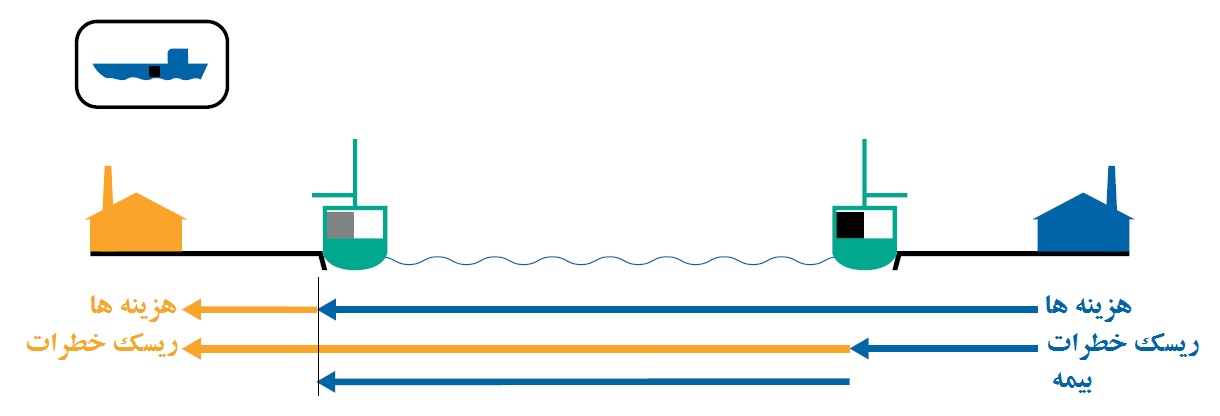 هزینه ها هزینه ها
ریسک خطرات ریسک خطرات
بیمه